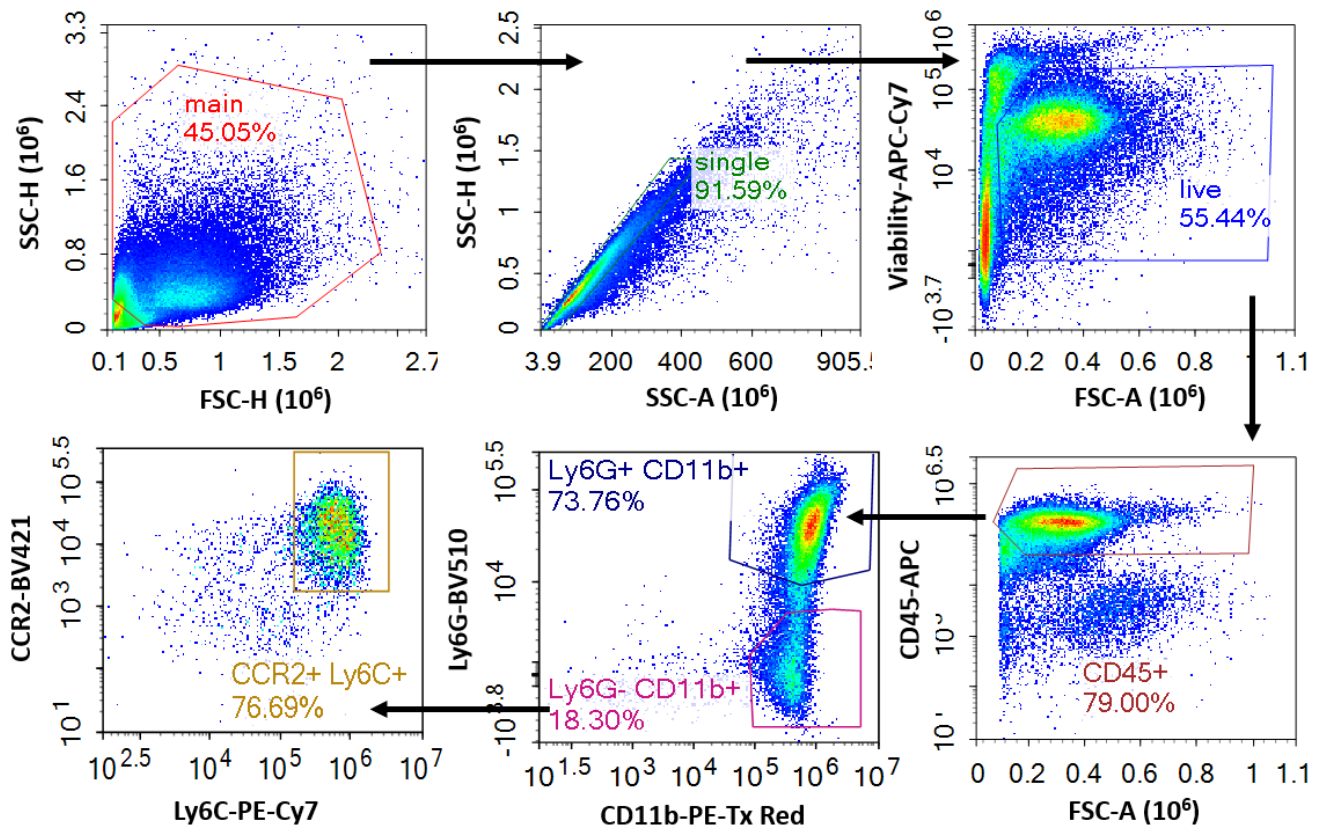 3.3
2.4
1.6
0.8
0
SSC-H (10⁶)
main
45.05%
0.1 0.5 1 1.5 2 2.7
FSC-H (10⁶)
2.5
2
1.5
1
0.5
0
SSC-H (10⁶)
single
91.59%
3.9 200 400 600 905.5
SSC-A (10⁶)
10⁶
10⁵
10⁴
-10³·⁷
Viability-APC-Cy7
live
55.44%
0 0.2 0.4 0.6 0.8 1 1.1
FSC-A (10⁶)
10⁵·⁵
10⁴
10³
10¹
CCR2-BV421
CCR2+ Ly6C+
76.69%
10²·⁵ 10⁴ 10⁵ 10⁶ 10⁷
Ly6C-PE-Cy7
10⁵·⁵
10⁴
Ly6G-BV510
Ly6G+ CD11b+
73.76%
Ly6G- CD11b+
18.30%
10¹·⁵ 10³ 10⁴ 10⁵ 10⁶ 10⁷
CD11b-PE-Tx Red
10⁶·⁵
CD45-APC
CD45+
79.00%
0 0.2 0.4 0.6 0.8 1 1.1
FSC-A (10⁶)